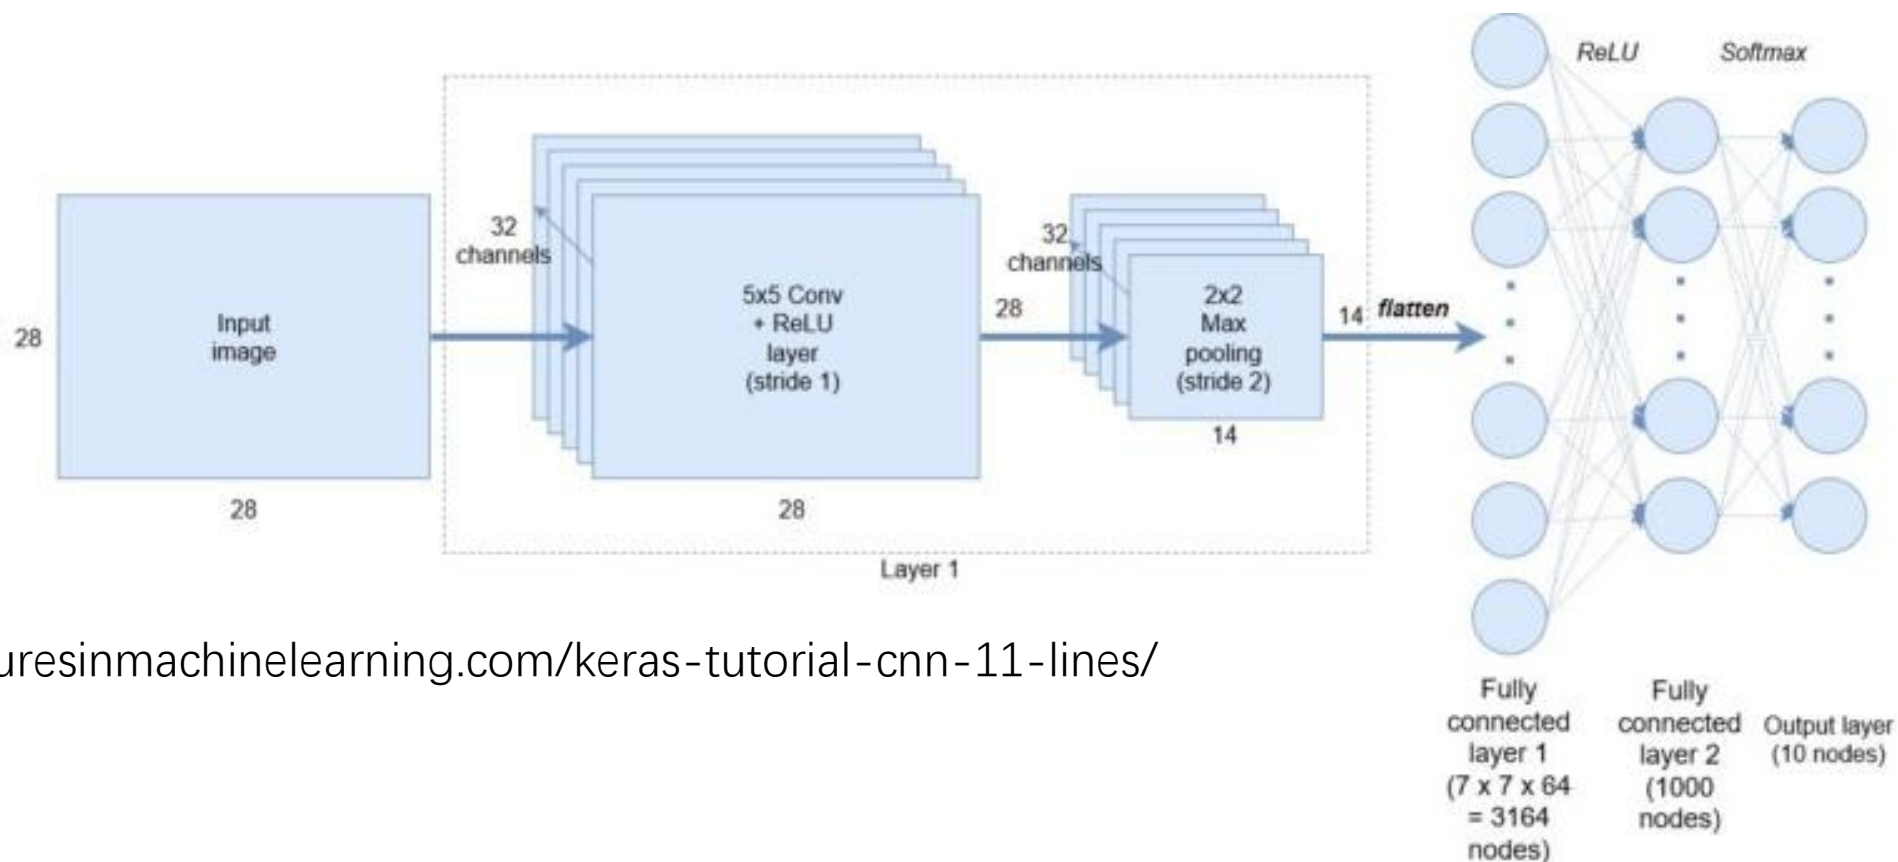 ReLU
Softmax
32
channels
32
channels
28
Input
image
5x5 Conv
+ ReLU
layer
(stride 1)
28
2x2
Max
pooling
(stride 2)
14
flatten
28
28
14
Layer 1
uresinmachinelearning.com/keras-tutorial-cnn-11-lines/
Fully
connected
layer 1
(7 x 7 x 64
= 3164
nodes)
Fully
connected
layer 2
(1000
nodes)
Output layer
(10 nodes)